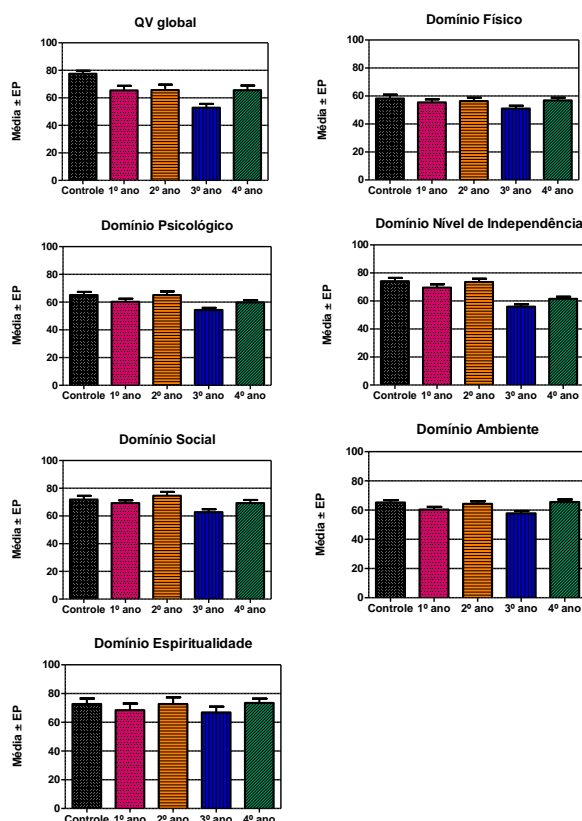 QV global
Média ± EP
100
80
60
40
20
0
Controle 1º ano 2º ano 3º ano 4º ano
Domínio Físico
Média ± EP
100
80
60
40
20
0
Controle 1º ano 2º ano 3º ano 4º ano
Domínio Psicológico
Média ± EP
100
80
60
40
20
0
Controle 1º ano 2º ano 3º ano 4º ano
Domínio Nível de Independência
Média ± EP
100
80
60
40
20
0
Controle 1º ano 2º ano 3º ano 4º ano
Domínio Social
Média ± EP
100
80
60
40
20
0
Controle 1º ano 2º ano 3º ano 4º ano
Domínio Ambiente
Média ± EP
100
80
60
40
20
0
Controle 1º ano 2º ano 3º ano 4º ano
Domínio Espiritualidade
Média ± EP
100
80
60
40
20
0
Controle 1º ano 2º ano 3º ano 4º ano